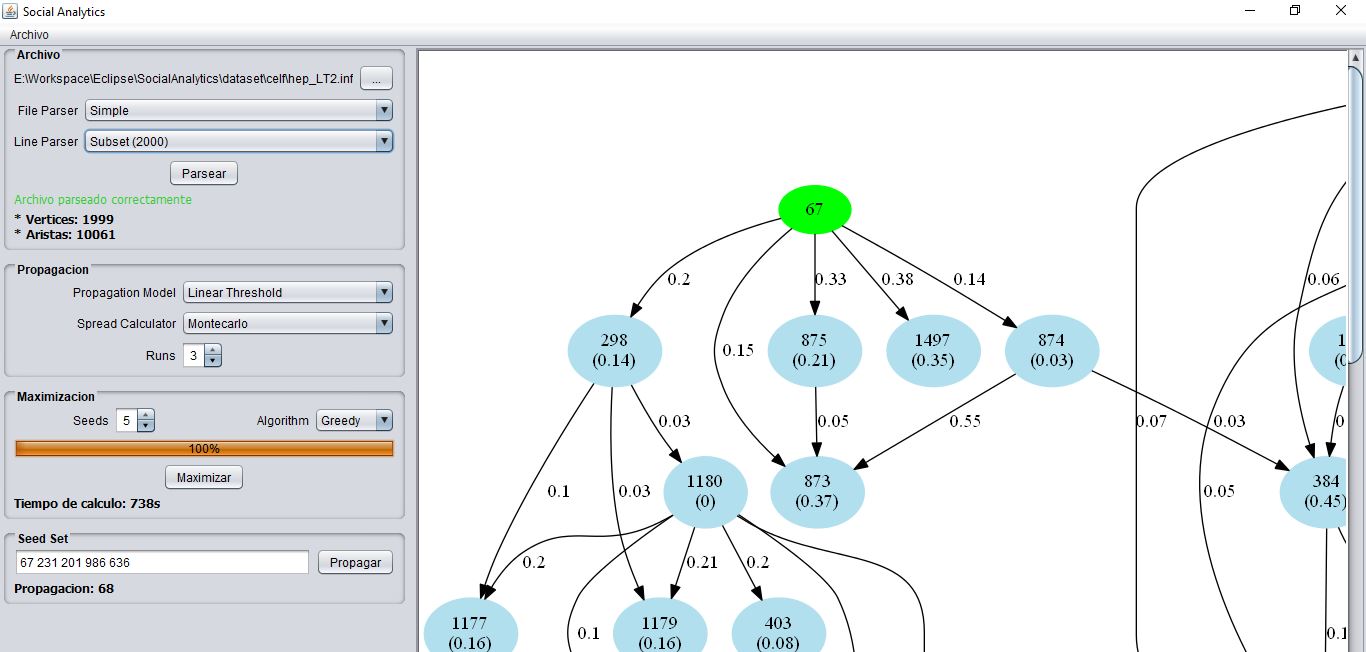 Social Analytics
Archivo
Archivo
E:\Workspace\Eclipse\SocialAnalytics\dataset\celf\hep_LT2.inf
...
File Parser Simple
Line Parser Subset (2000)
Parsear
Archivo parseado correctamente
* Vertices: 1999
* Aristas: 10061
Propagacion
Propagation Model Linear Threshold
Spread Calculator Montecarlo
Runs 3
Maximizacion
Seeds 5 Algorithm Greedy
100%
Maximizar
Tiempo de calculo: 738s
Seed Set
67 231 201 986 636 Propagar
Propagacion: 68
67
0.2 0.33 0.38 0.14 0.06
298
(0.14)
0.15
875
(0.21)
1497
(0.35)
874
(0.03)
0.03 0.05 0.55 0.07 0.03
0.1 0.03
1180
(0)
873
(0.37)
0.05
384
(0.45)
0.2 0.21 0.2
1177
(0.16)
0.1
1179
(0.16)
403
(0.08)